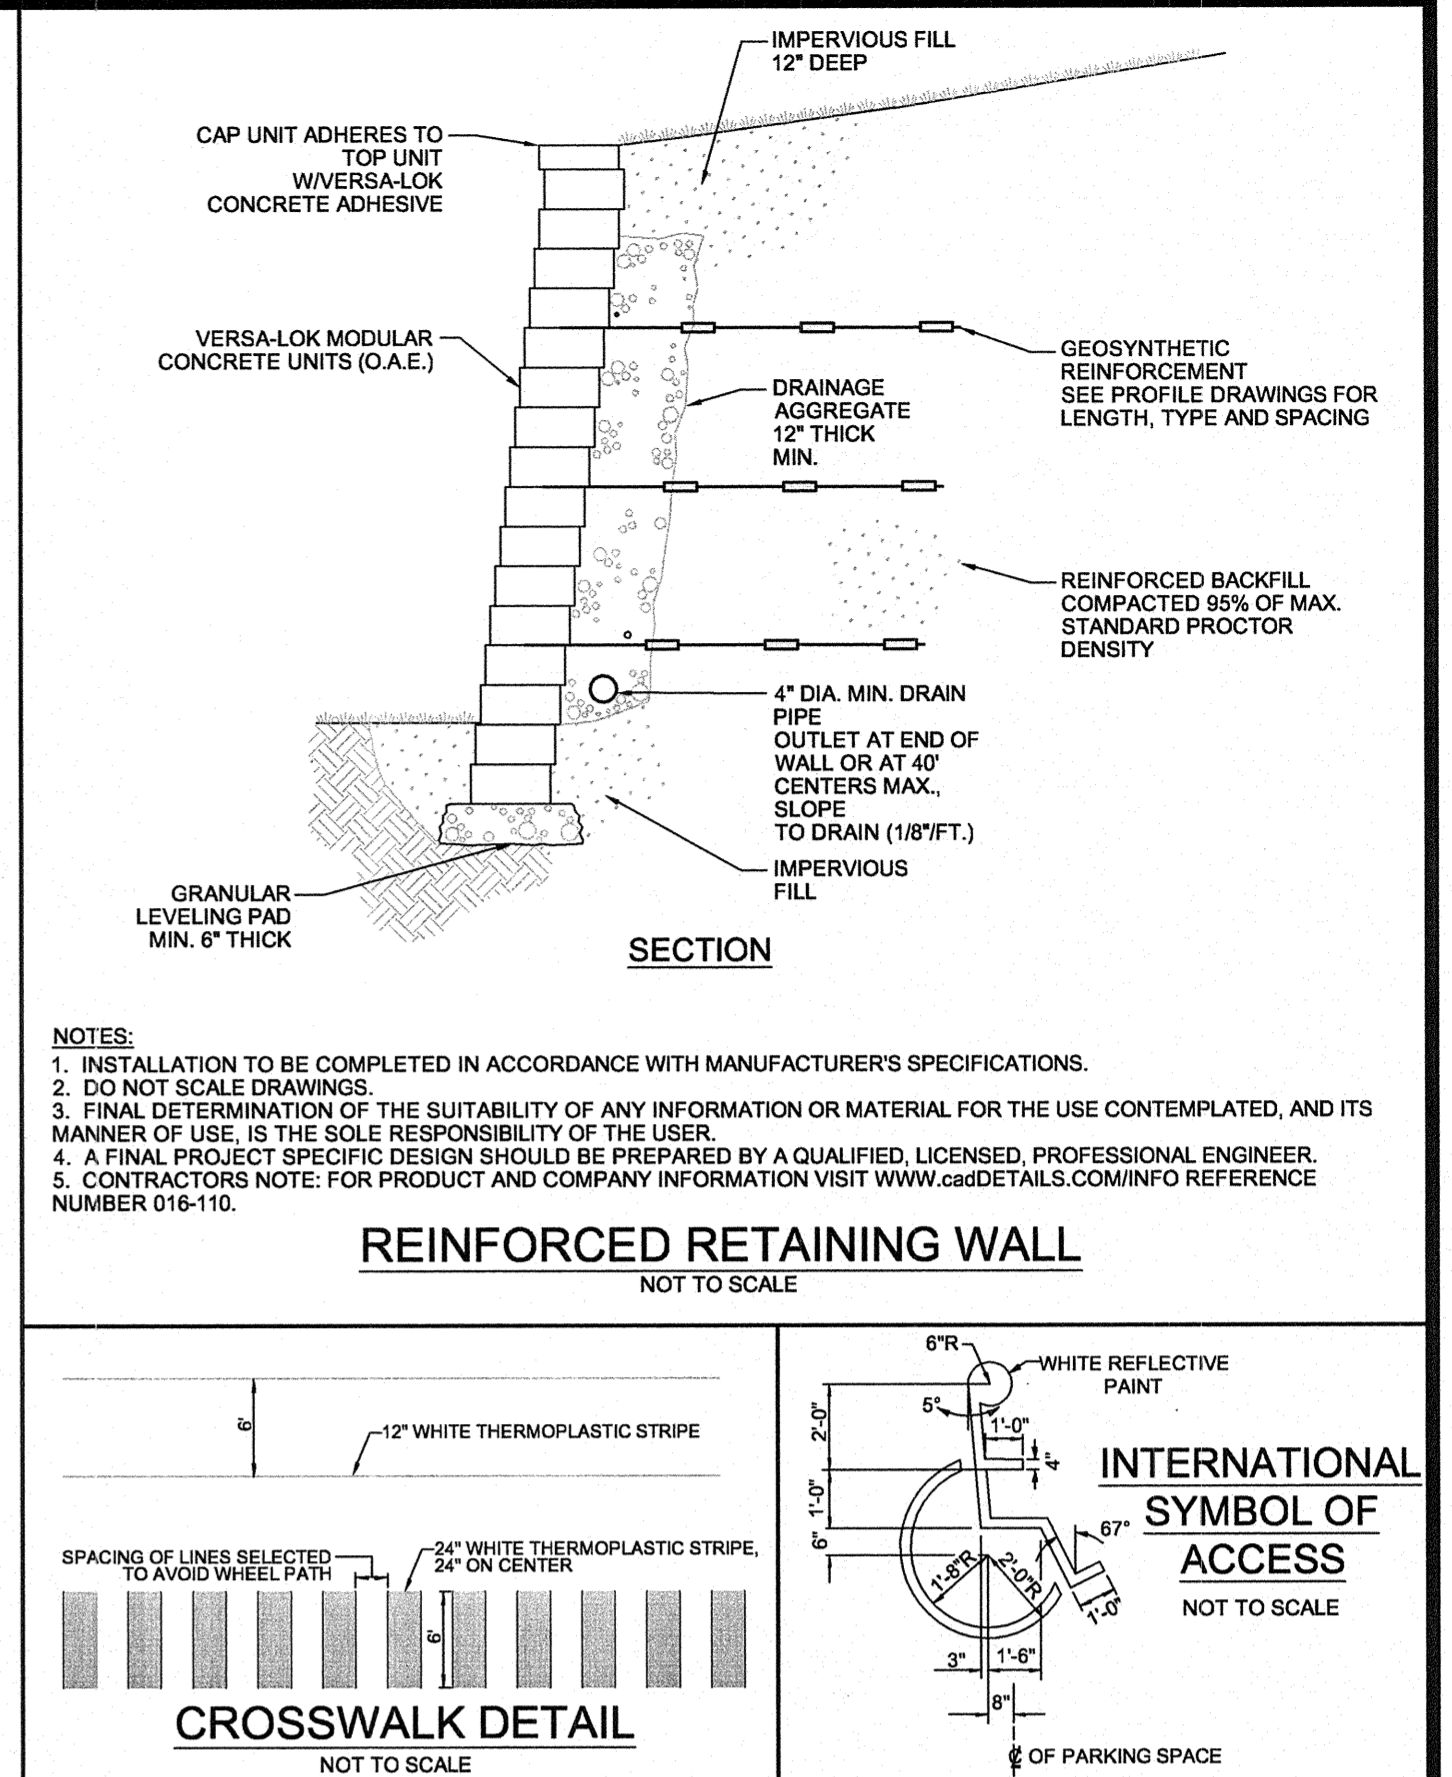 IMPERVIOUS FILL
12" DEEP
CAP UNIT ADHERES TO
TOP UNIT
W/VERSA-LOK
CONCRETE ADHESIVE
VERSA-LOK MODULAR
CONCRETE UNITS (O.A.E.)
GEOSYNTHETIC
REINFORCEMENT
SEE PROFILE DRAWINGS FOR
LENGTH, TYPE AND SPACING
DRAINAGE
AGGREGATE
12" THICK
MIN.
REINFORCED BACKFILL
COMPACTED 95% OF MAX.
STANDARD PROCTOR
DENSITY
4" DIA. MIN. DRAIN
PIPE
OUTLET AT END OF
WALL OR AT 40'
CENTERS MAX.,
SLOPE
TO DRAIN (1/8"/FT.)
IMPERVIOUS
FILL
GRANULAR
LEVELING PAD
MIN. 6" THICK
SECTION
NOTES:
1. INSTALLATION TO BE COMPLETED IN ACCORDANCE WITH MANUFACTURER'S SPECIFICATIONS.
2. DO NOT SCALE DRAWINGS.
3. FINAL DETERMINATION OF THE SUITABILITY OF ANY INFORMATION OR MATERIAL FOR THE USE CONTEMPLATED, AND ITS
MANNER OF USE, IS THE SOLE RESPONSIBILITY OF THE USER.
4. A FINAL PROJECT SPECIFIC DESIGN SHOULD BE PREPARED BY A QUALIFIED, LICENSED, PROFESSIONAL ENGINEER.
5. CONTRACTORS NOTE: FOR PRODUCT AND COMPANY INFORMATION VISIT WWW.cadDETAILS.COM/INFO REFERENCE
NUMBER 016-110.
REINFORCED RETAINING WALL
NOT TO SCALE
6'
12" WHITE THERMOPLASTIC STRIPE
SPACING OF LINES SELECTED
TO AVOID WHEEL PATH
24" WHITE THERMOPLASTIC STRIPE,
24" ON CENTER
6'
CROSSWALK DETAIL
NOT TO SCALE
6"R
WHITE REFLECTIVE
PAINT
5°
2'-0"
1'-0"
4"
1'-0"
6"
67°
1'-8"R
2'-0"R
1'-0"
3"
1'-6"
8"
℄ OF PARKING SPACE
INTERNATIONAL
SYMBOL OF
ACCESS
NOT TO SCALE